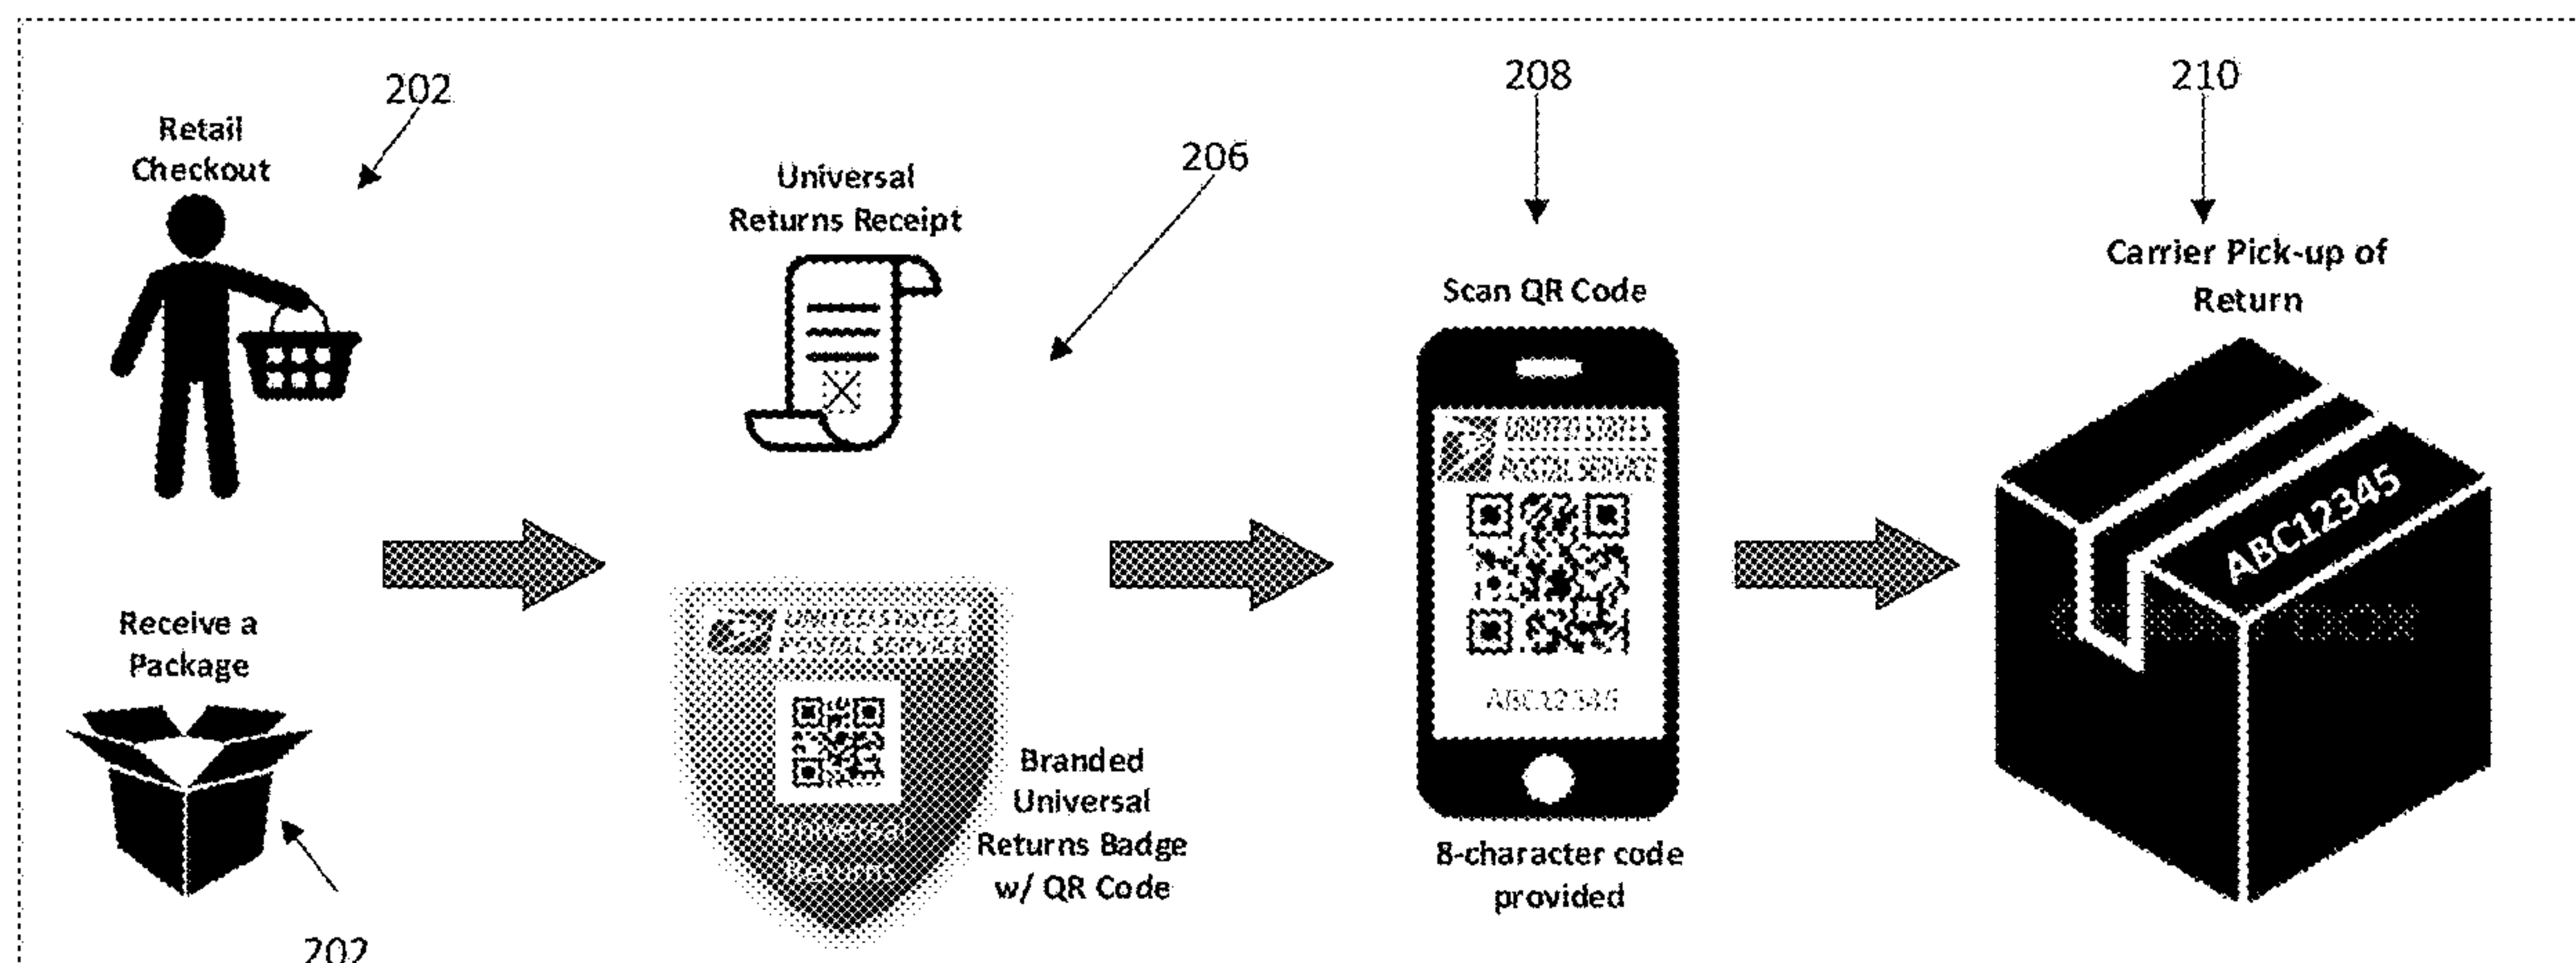 202
Retail
Checkout
Receive a
Package
202
Universal
Returns Receipt
206
UNITED STATES
POSTAL SERVICE
Universal
Returns
Branded
Universal
Returns Badge
w/ QR Code
208
Scan QR Code
UNITED STATES
POSTAL SERVICE
ABC12345
8-character code
provided
210
Carrier Pick-up of
Return
ABC12345